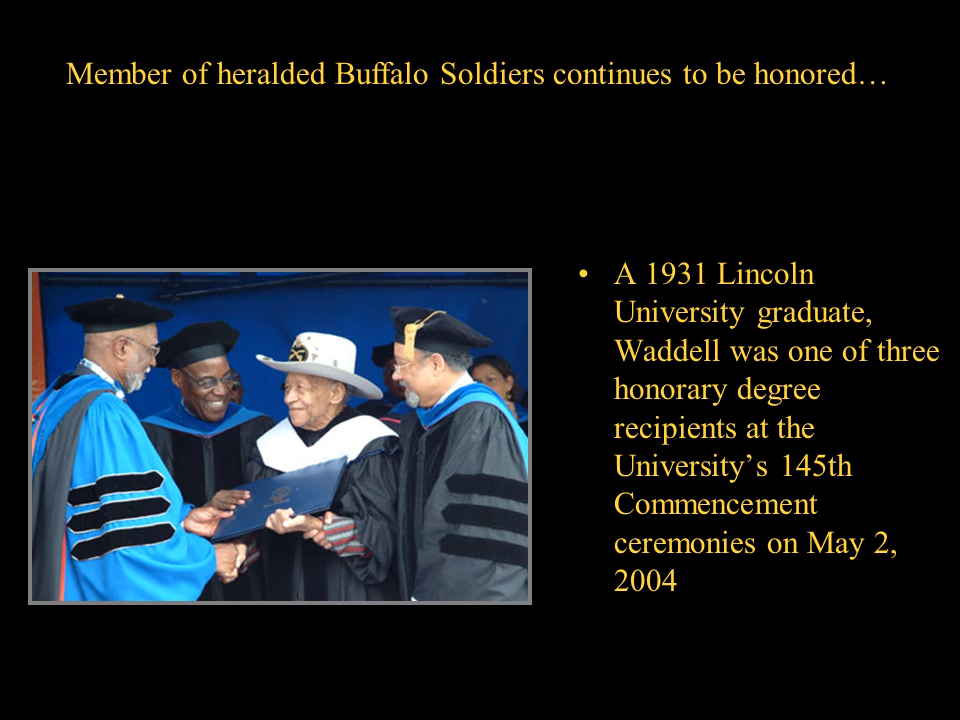 Member of heralded Buffalo Soldiers continues to be honored…
• A 1931 Lincoln
University graduate,
Waddell was one of three
honorary degree
recipients at the
University’s 145th
Commencement
ceremonies on May 2,
2004